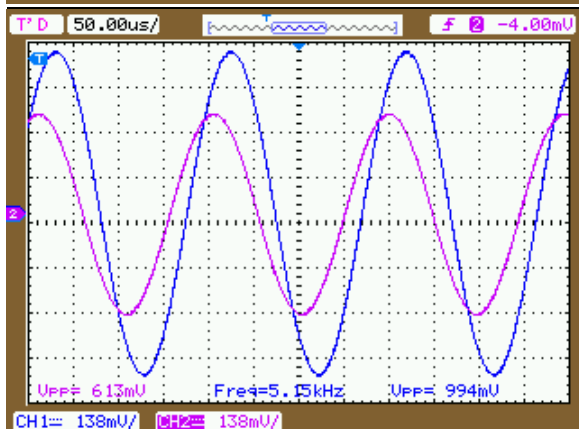 T'D 50.00us/ T f 2 -4.00mV
T
2
Vpp= 613mV Freq=5.15kHz Vpp= 994mV
CH1 138mV/ CH2 138mV/